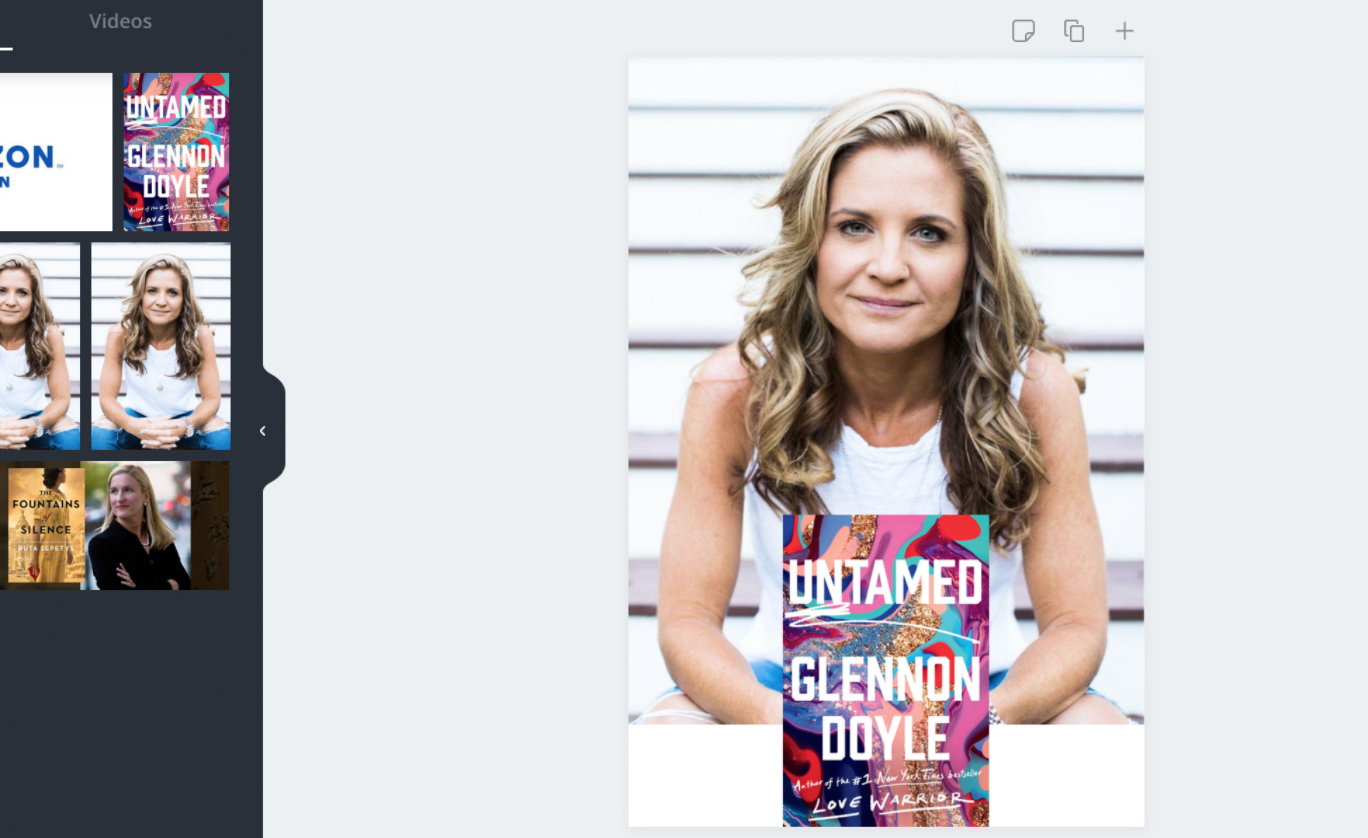 Videos
ZON
SM
N
UNTAMED
GLENNON
DOYLE
Author of the #1 New York Times bestseller
LOVE WARRIOR
THE
FOUNTAINS
of
SILENCE
RUTA SEPETYS
UNTAMED
GLENNON
DOYLE
Author of the #1 New York Times bestseller
LOVE WARRIOR